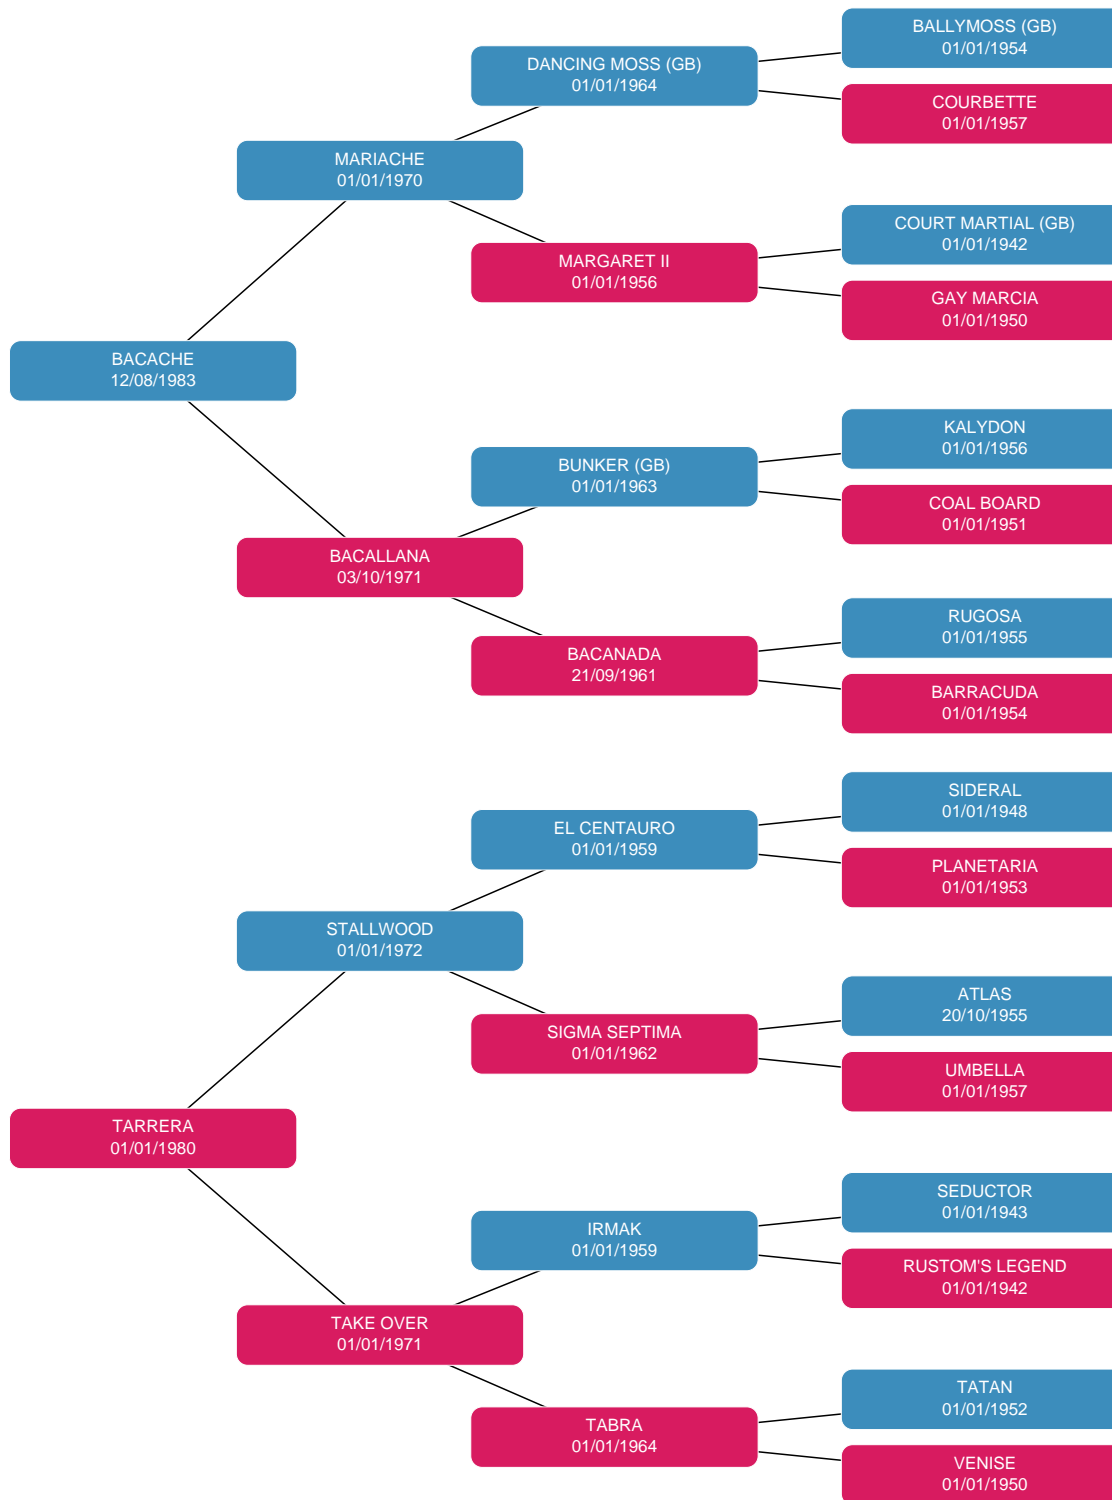 BALLYMOSS (GB)
01/01/1954
DANCING MOSS (GB)
01/01/1964
COURBETTE
01/01/1957
MARIACHE
01/01/1970
COURT MARTIAL (GB)
01/01/1942
MARGARET II
01/01/1956
GAY MARCIA
01/01/1950
BACACHE
12/08/1983
KALYDON
01/01/1956
BUNKER (GB)
01/01/1963
COAL BOARD
01/01/1951
BACALLANA
03/10/1971
RUGOSA
01/01/1955
BACANADA
21/09/1961
BARRACUDA
01/01/1954
SIDERAL
01/01/1948
EL CENTAURO
01/01/1959
PLANETARIA
01/01/1953
STALLWOOD
01/01/1972
ATLAS
20/10/1955
SIGMA SEPTIMA
01/01/1962
UMBELLA
01/01/1957
TARRERA
01/01/1980
SEDUCTOR
01/01/1943
IRMAK
01/01/1959
RUSTOM'S LEGEND
01/01/1942
TAKE OVER
01/01/1971
TATAN
01/01/1952
TABRA
01/01/1964
VENISE
01/01/1950